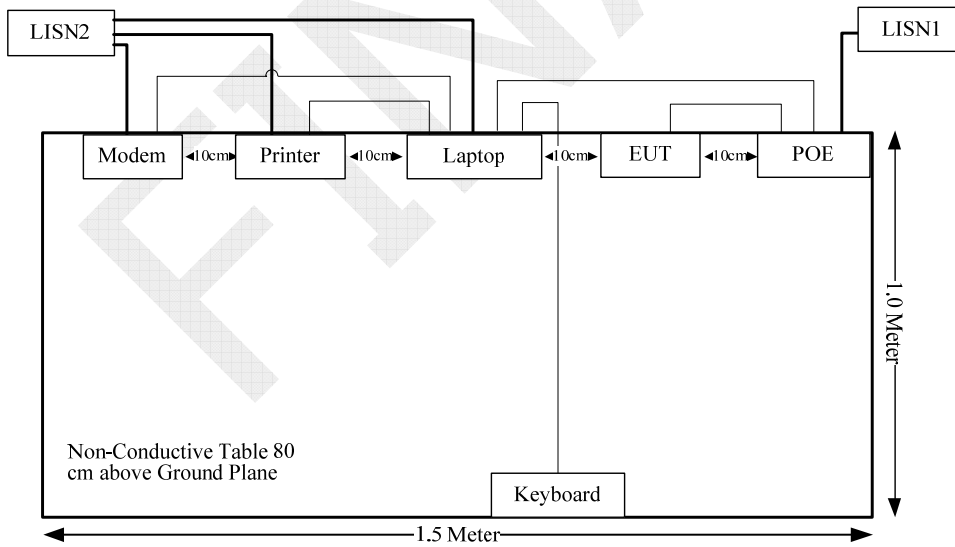 LISN2
LISN1
Modem
10cm
Printer
10cm
Laptop
10cm
EUT
10cm
POE
1.0 Meter
Non-Conductive Table 80
cm above Ground Plane
Keyboard
1.5 Meter